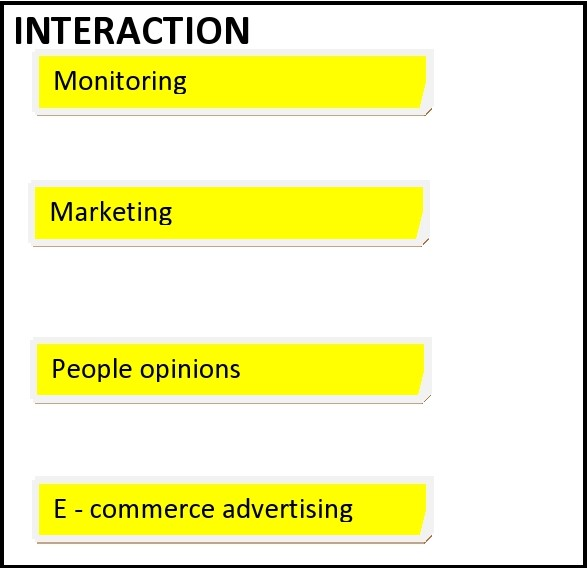 INTERACTION
Monitoring
Marketing
People opinions
E - commerce advertising